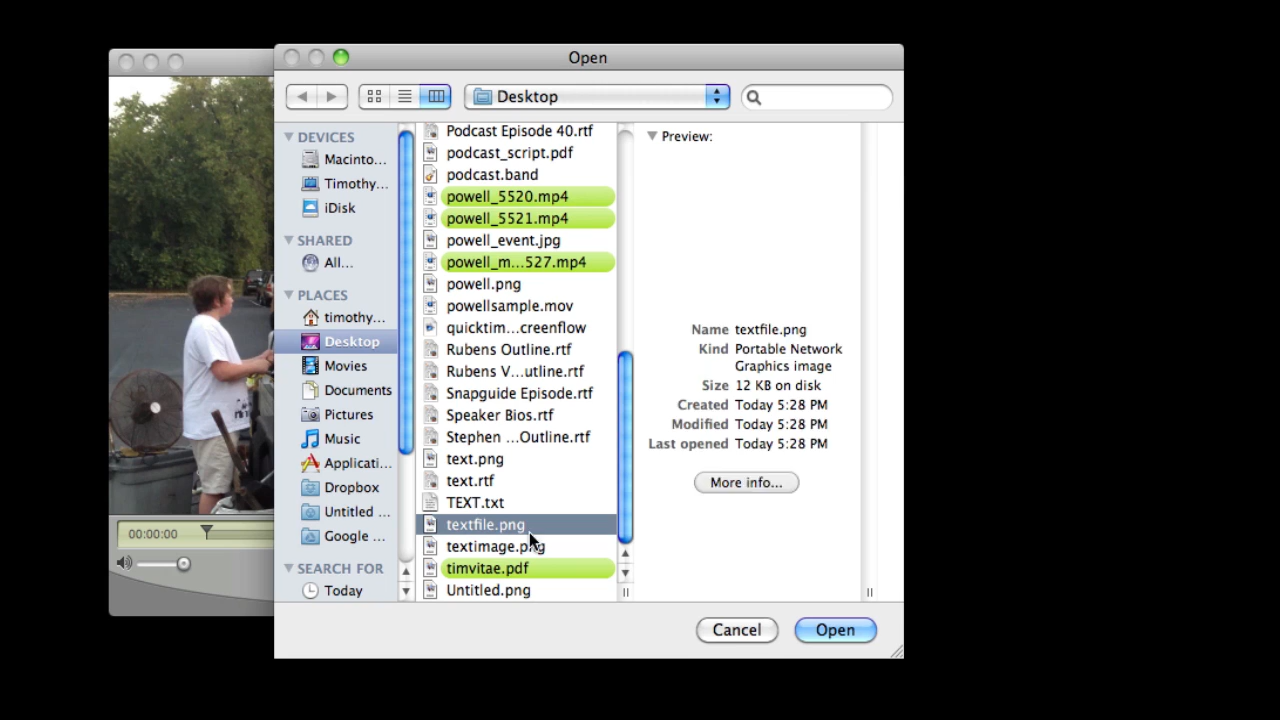 Open
Desktop
DEVICES
Macinto...
Timothy...
iDisk
SHARED
All...
PLACES
timothy...
Desktop
Movies
Documents
Pictures
Music
Applicati...
Dropbox
Untitled ...
Google ...
SEARCH FOR
Today
Podcast Episode 40.rtf
podcast_script.pdf
podcast.band
powell_5520.mp4
powell_5521.mp4
powell_event.jpg
powell_m...527.mp4
powell.png
powellsample.mov
quicktim...creenflow
Rubens Outline.rtf
Rubens V...utline.rtf
Snapguide Episode.rtf
Speaker Bios.rtf
Stephen ...Outline.rtf
text.png
text.rtf
TEXT.txt
textfile.png
textimage.png
timvitae.pdf
Untitled.png
Preview:
Name textfile.png
Kind Portable Network
Graphics image
Size 12 KB on disk
Created Today 5:28 PM
Modified Today 5:28 PM
Last opened Today 5:28 PM
More info...
00:00:00
Cancel
Open